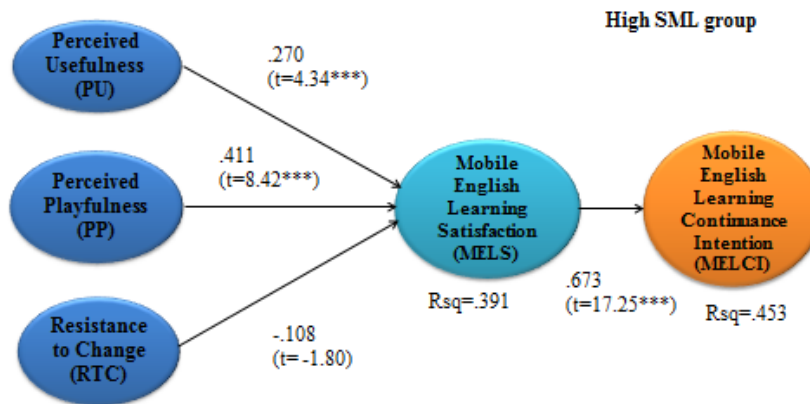 High SML group
Perceived
Usefulness
(PU)
.270
(t=4.34***)
Perceived
Playfulness
(PP)
.411
(t=8.42***)
Resistance
to Change
(RTC)
-.108
(t= -1.80)
Mobile
English
Learning
Satisfaction
(MELS)
Rsq=.391
.673
(t=17.25***)
Mobile
English
Learning
Continuance
Intention
(MELCI)
Rsq=.453